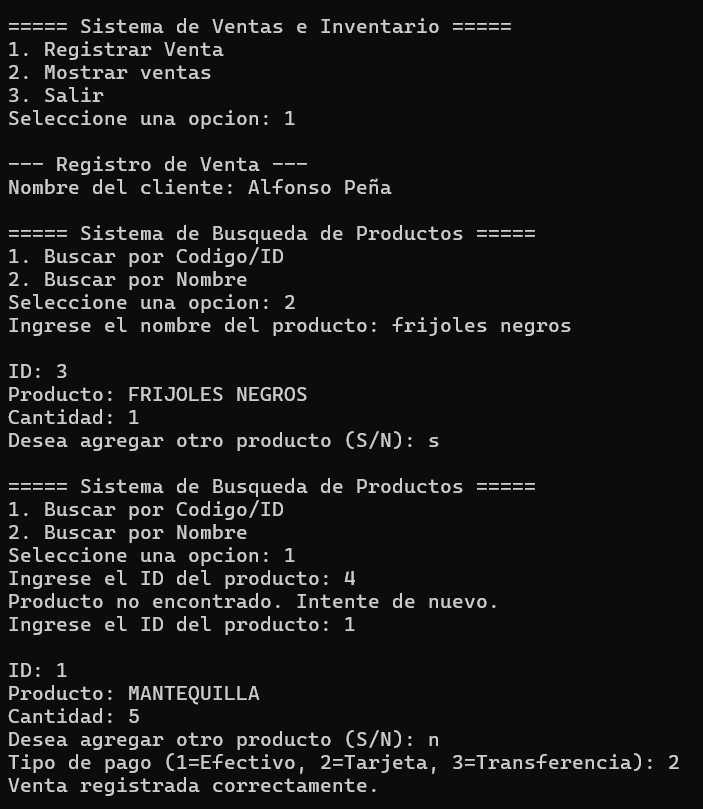 ===== Sistema de Ventas e Inventario =====
1. Registrar Venta
2. Mostrar ventas
3. Salir
Seleccione una opcion: 1
--- Registro de Venta ---
Nombre del cliente: Alfonso Peña
===== Sistema de Busqueda de Productos =====
1. Buscar por Codigo/ID
2. Buscar por Nombre
Seleccione una opcion: 2
Ingrese el nombre del producto: frijoles negros
ID: 3
Producto: FRIJOLES NEGROS
Cantidad: 1
Desea agregar otro producto (S/N): s
===== Sistema de Busqueda de Productos =====
1. Buscar por Codigo/ID
2. Buscar por Nombre
Seleccione una opcion: 1
Ingrese el ID del producto: 4
Producto no encontrado. Intente de nuevo.
Ingrese el ID del producto: 1
ID: 1
Producto: MANTEQUILLA
Cantidad: 5
Desea agregar otro producto (S/N): n
Tipo de pago (1=Efectivo, 2=Tarjeta, 3=Transferencia): 2
Venta registrada correctamente.